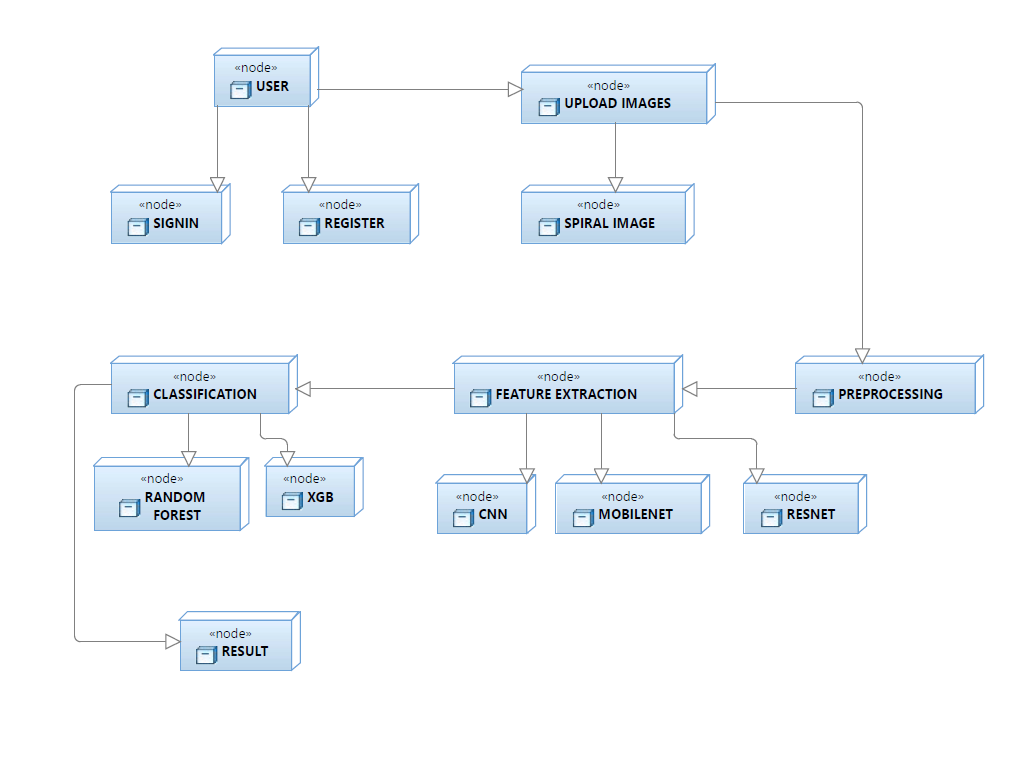 «node»
USER
«node»
UPLOAD IMAGES
«node»
SIGNIN
«node»
REGISTER
«node»
SPIRAL IMAGE
«node»
CLASSIFICATION
«node»
FEATURE EXTRACTION
«node»
PREPROCESSING
«node»
RANDOM
FOREST
«node»
XGB
«node»
CNN
«node»
MOBILENET
«node»
RESNET
«node»
RESULT